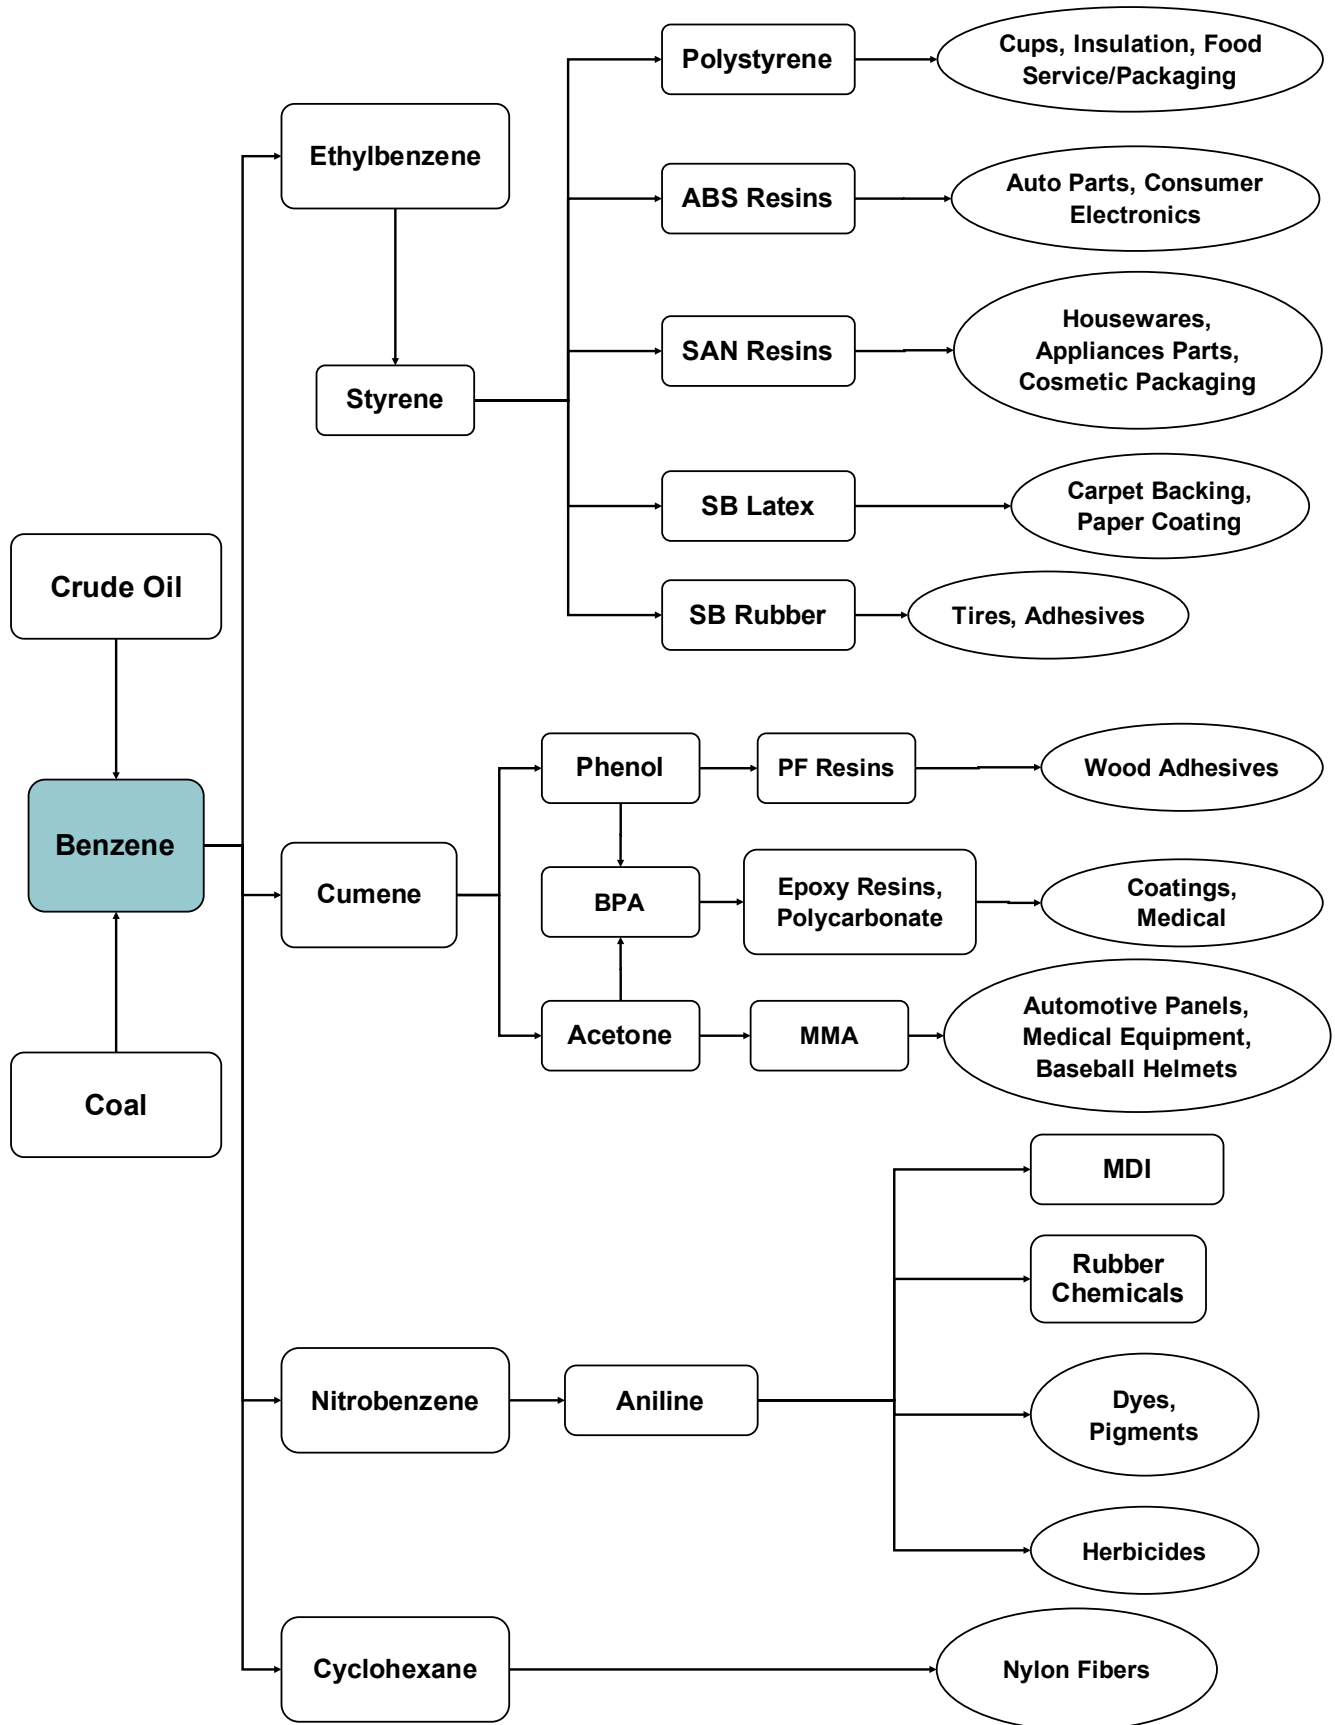 Polystyrene
Cups, Insulation, Food
Service/Packaging
Ethylbenzene
ABS Resins
Auto Parts, Consumer
Electronics
SAN Resins
Housewares,
Appliances Parts,
Cosmetic Packaging
Styrene
SB Latex
Carpet Backing,
Paper Coating
Crude Oil
SB Rubber
Tires, Adhesives
Phenol
PF Resins
Wood Adhesives
Benzene
Cumene
BPA
Epoxy Resins,
Polycarbonate
Coatings,
Medical
Acetone
MMA
Automotive Panels,
Medical Equipment,
Baseball Helmets
Coal
MDI
Rubber
Chemicals
Nitrobenzene
Aniline
Dyes,
Pigments
Herbicides
Cyclohexane
Nylon Fibers